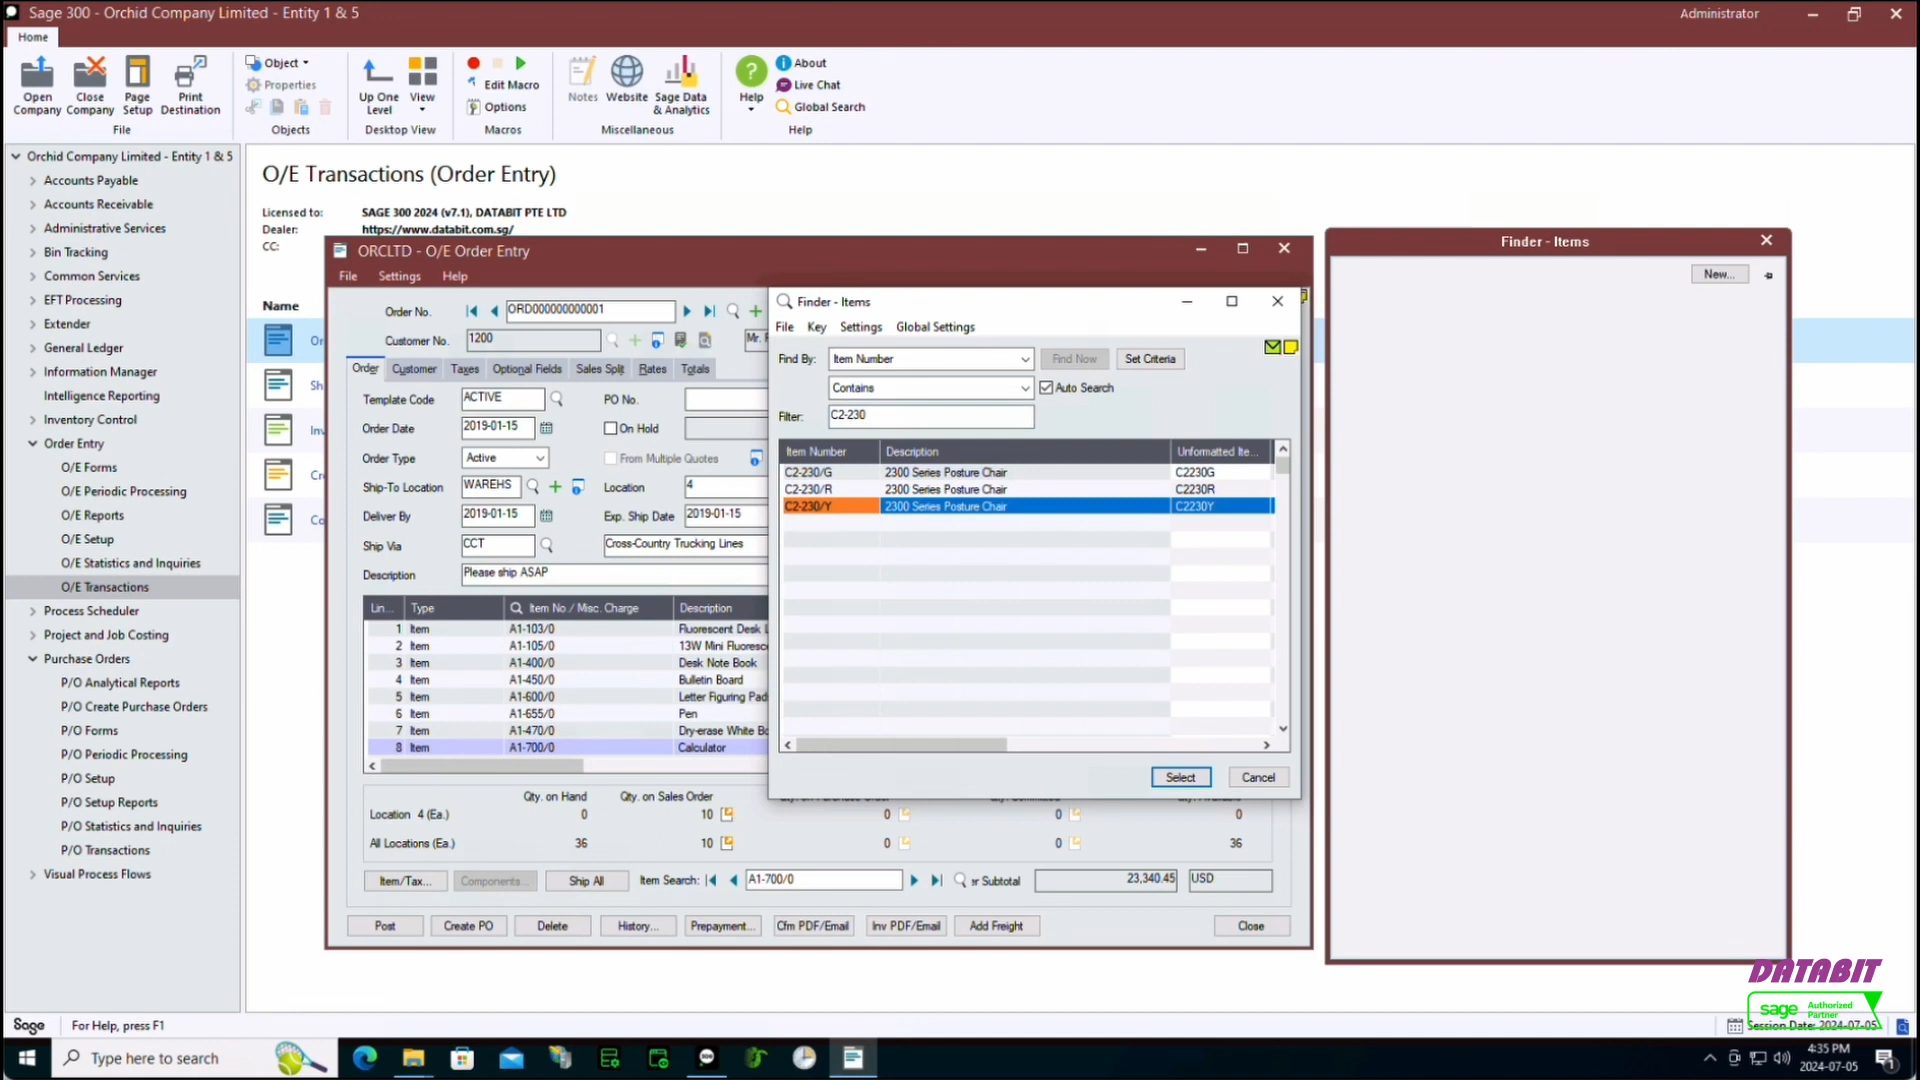 Sage 300 - Orchid Company Limited - Entity 1 & 5
Administrator
Home
Open Company
Close Company
Page Setup
Print Destination
File
Object
Properties
Objects
Up One Level
View
Desktop View
Edit Macro
Options
Macros
Notes
Website
Sage Data & Analytics
Miscellaneous
Help
About
Live Chat
Global Search
Help
Orchid Company Limited - Entity 1 & 5
Accounts Payable
Accounts Receivable
Administrative Services
Bin Tracking
Common Services
EFT Processing
Extender
General Ledger
Information Manager
Intelligence Reporting
Inventory Control
Order Entry
O/E Forms
O/E Periodic Processing
O/E Reports
O/E Setup
O/E Statistics and Inquiries
O/E Transactions
Process Scheduler
Project and Job Costing
Purchase Orders
P/O Analytical Reports
P/O Create Purchase Orders
P/O Forms
P/O Periodic Processing
P/O Setup
P/O Setup Reports
P/O Statistics and Inquiries
P/O Transactions
Visual Process Flows
O/E Transactions (Order Entry)
Licensed to: SAGE 300 2024 (v7.1), DATABIT PTE LTD
Dealer: https://www.databit.com.sg/
CC:
Name
Or
Sh
Inv
Cr
Co
ORCLTD - O/E Order Entry
File Settings Help
Order No. ORD000000000001
Customer No. 1200 Mr.
Order Customer Taxes Optional Fields Sales Split Rates Totals
Template Code ACTIVE PO No.
Order Date 2019-01-15 On Hold
Order Type Active From Multiple Quotes
Ship-To Location WAREHS Location 4
Deliver By 2019-01-15 Exp. Ship Date 2019-01-15
Ship Via CCT Cross-Country Trucking Lines
Description Please ship ASAP
Lin... Type Item No./ Misc. Charge Description
1 Item A1-103/0 Fluorescent Desk L
2 Item A1-105/0 13W Mini Fluoresc
3 Item A1-400/0 Desk Note Book
4 Item A1-450/0 Bulletin Board
5 Item A1-600/0 Letter Figuring Pad
6 Item A1-655/0 Pen
7 Item A1-470/0 Dry-erase White Bo
8 Item A1-700/0 Calculator
Qty. on Hand Qty. on Sales Order
Location 4 (Ea.) 0 10 0 0 0
All Locations (Ea.) 36 10 0 0 36
Item/Tax... Components... Ship All Item Search: A1-700/0 er Subtotal 23,340.45 USD
Post Create PO Delete History... Prepayment... Cfm PDF/Email Inv PDF/Email Add Freight Close
Finder - Items
File Key Settings Global Settings
Find By: Item Number Find Now Set Criteria
Contains Auto Search
Filter: C2-230
Item Number Description Unformatted Ite...
C2-230/G 2300 Series Posture Chair C2230G
C2-230/R 2300 Series Posture Chair C2230R
C2-230/Y 2300 Series Posture Chair C2230Y
Select Cancel
Finder - Items
New...
DATABIT
sage Authorized Partner
Sage For Help, press F1
Session Date: 2024-07-05
Type here to search
4:35 PM
2024-07-05
1